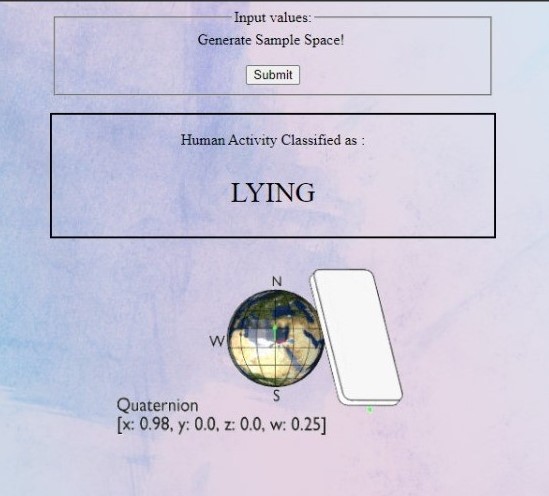 Input values:
Generate Sample Space!
Submit
Human Activity Classified as :
LYING
N
W
S
Quaternion
[x: 0.98, y: 0.0, z: 0.0, w: 0.25]